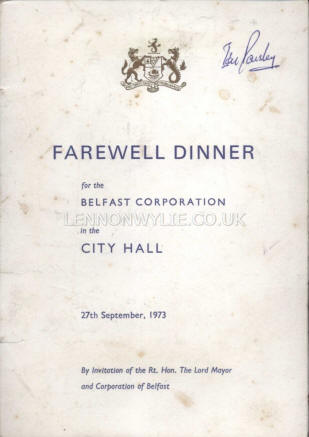 Ian Paisley
FAREWELL DINNER
for the
BELFAST CORPORATION
LENNONWYLIE.CO.UK
in the
CITY HALL
27th September, 1973
By Invitation of the Rt. Hon. The Lord Mayor
and Corporation of Belfast